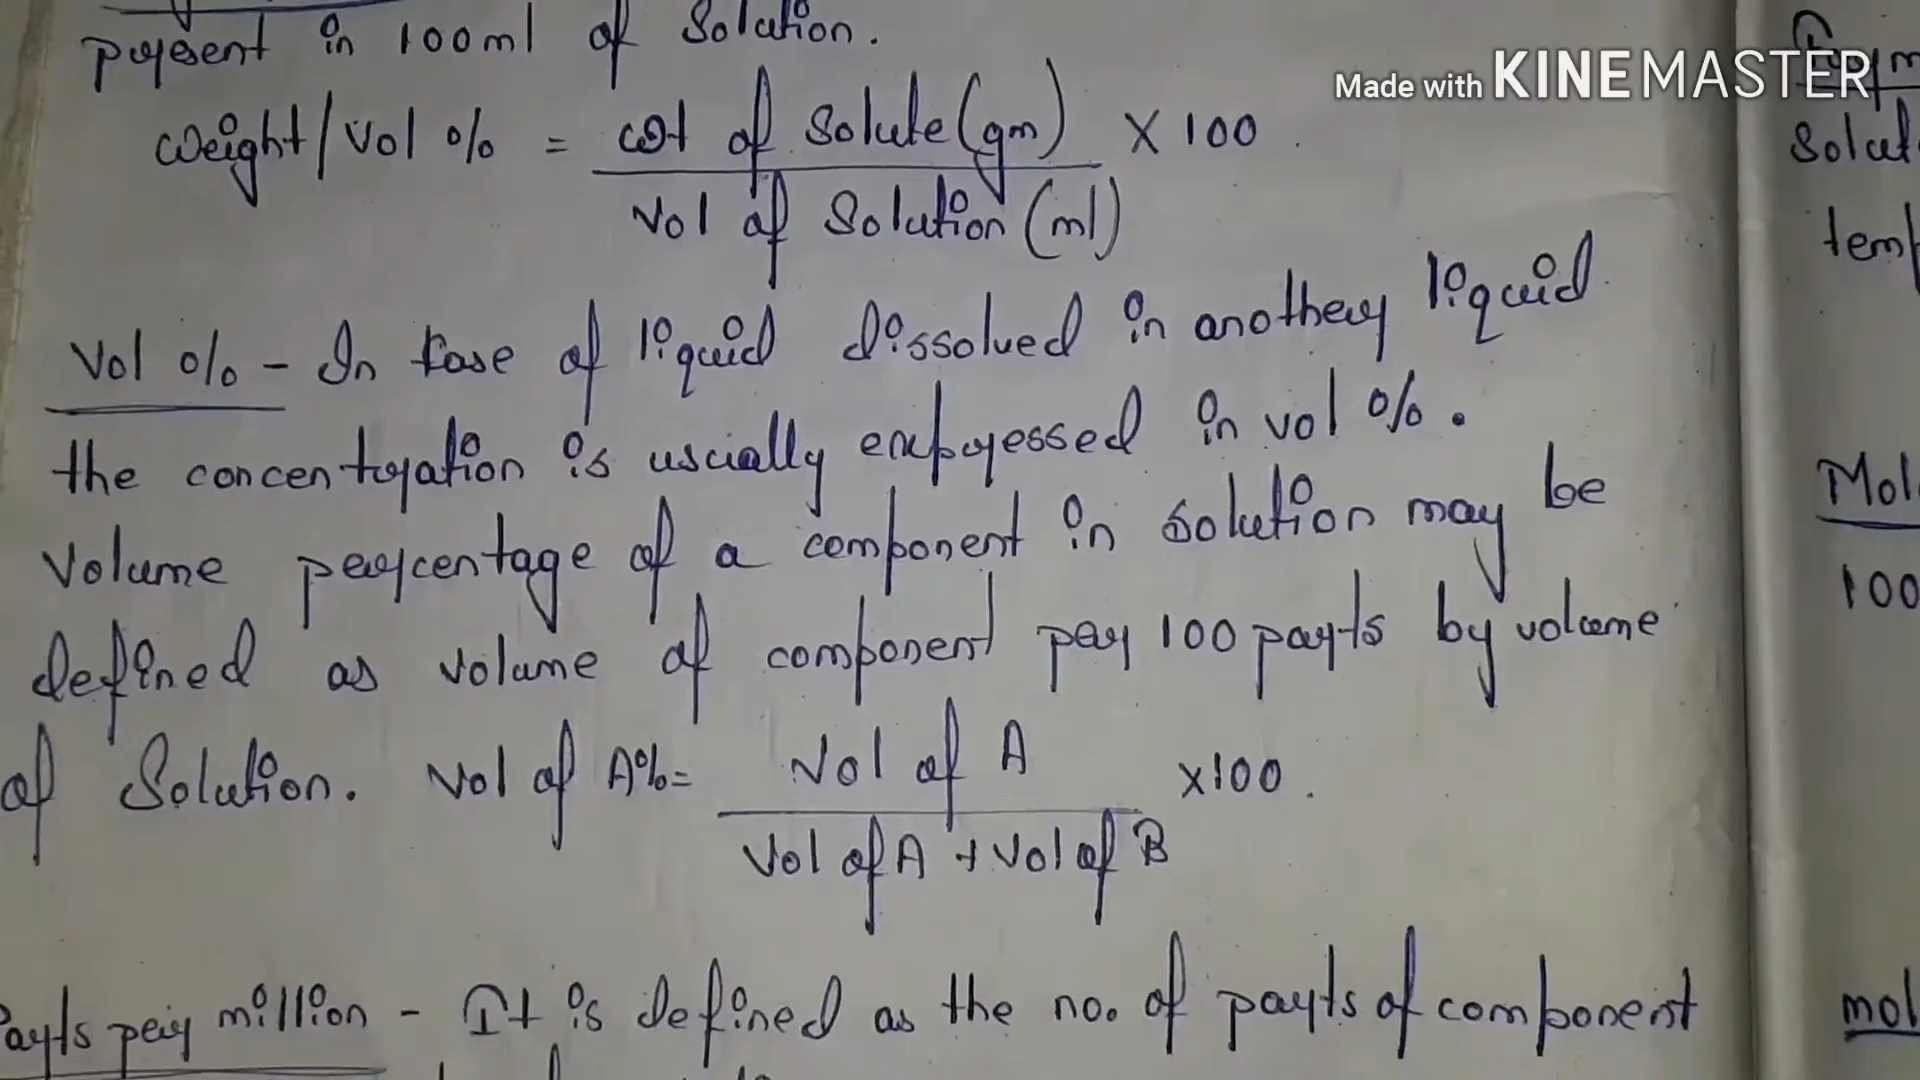 present in 100ml of Solution.
Made with KINEMASTER
Weight/Vol % = wt of Solute(gm) / Vol of Solution (ml) X 100.
Solut
tem
Vol % - In case of liquid dissolved in another liquid
the concentration is usually expressed in vol %.
Volume percentage of a component in solution may be
defined as volume of component per 100 parts by volume
of Solution. Vol of A% = Vol of A / Vol of A + Vol of B X100.
Mol
100
Parts per million - It is defined as the no. of parts of component
mol